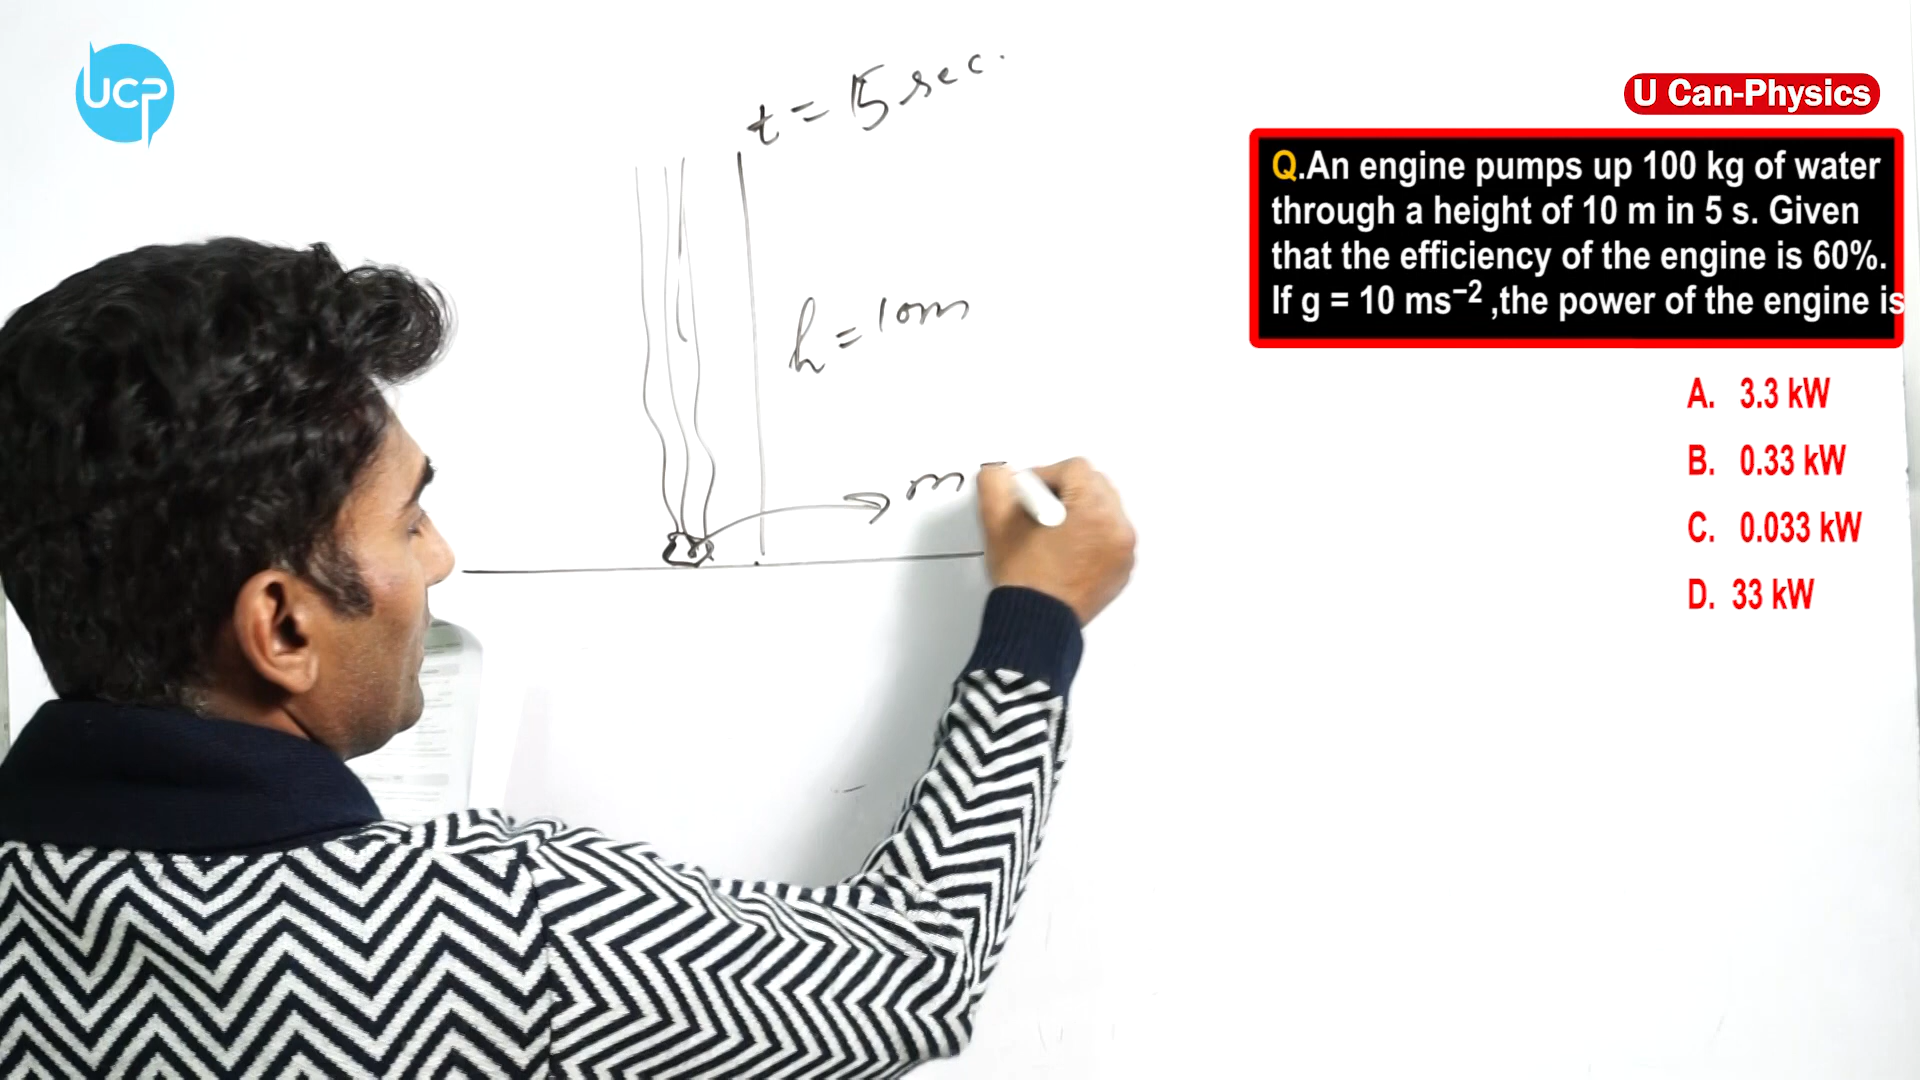 UCP
t = 5 sec.
h = 10m
m =
U Can-Physics
Q.An engine pumps up 100 kg of water
through a height of 10 m in 5 s. Given
that the efficiency of the engine is 60%.
If g = 10 ms⁻² ,the power of the engine is
A. 3.3 kW
B. 0.33 kW
C. 0.033 kW
D. 33 kW